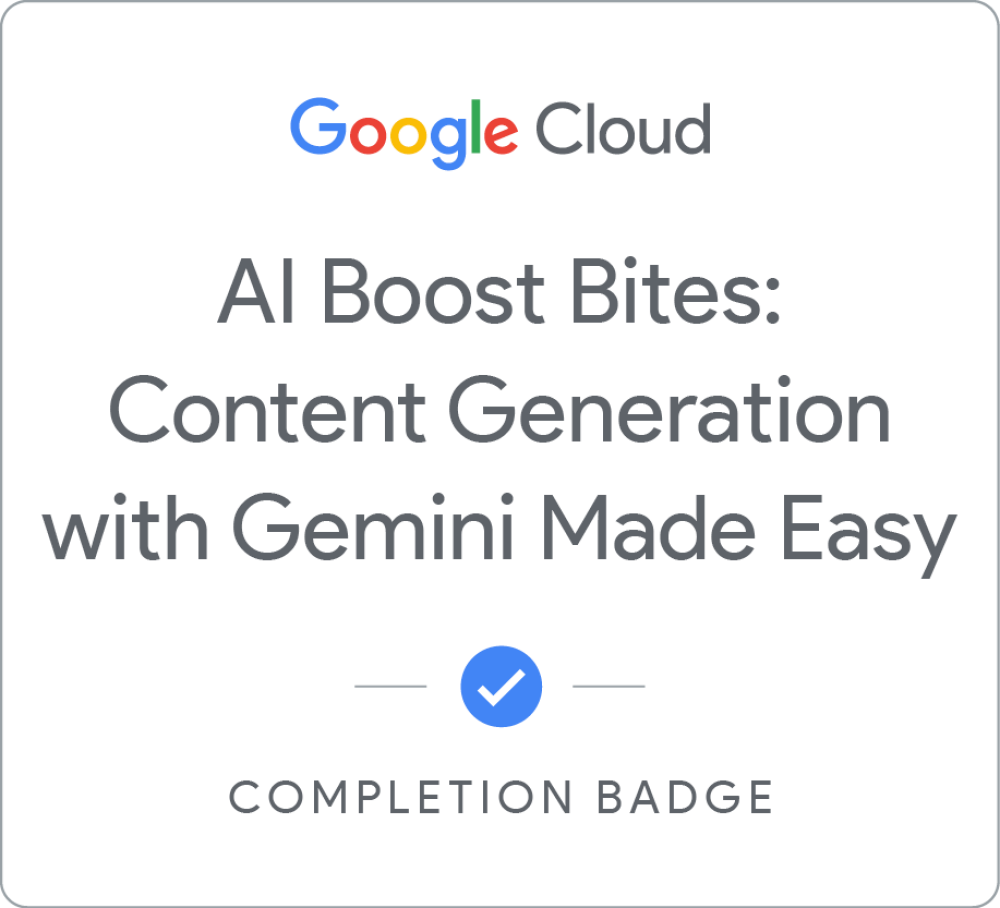 Google Cloud
AI Boost Bites:
Content Generation
with Gemini Made Easy
COMPLETION BADGE